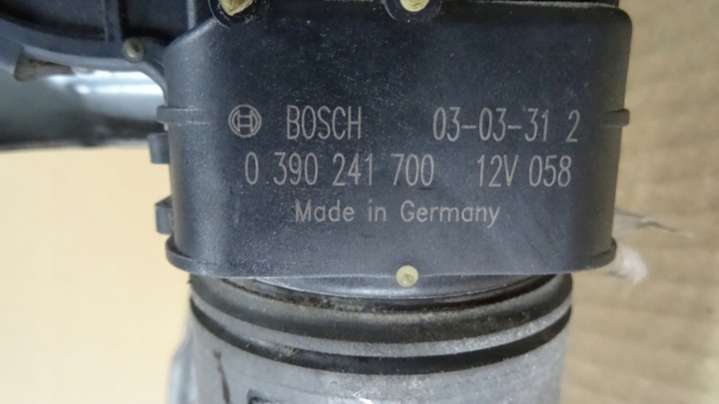 BOSCH 03-03-31 2
0 390 241 700 12V 058
Made in Germany